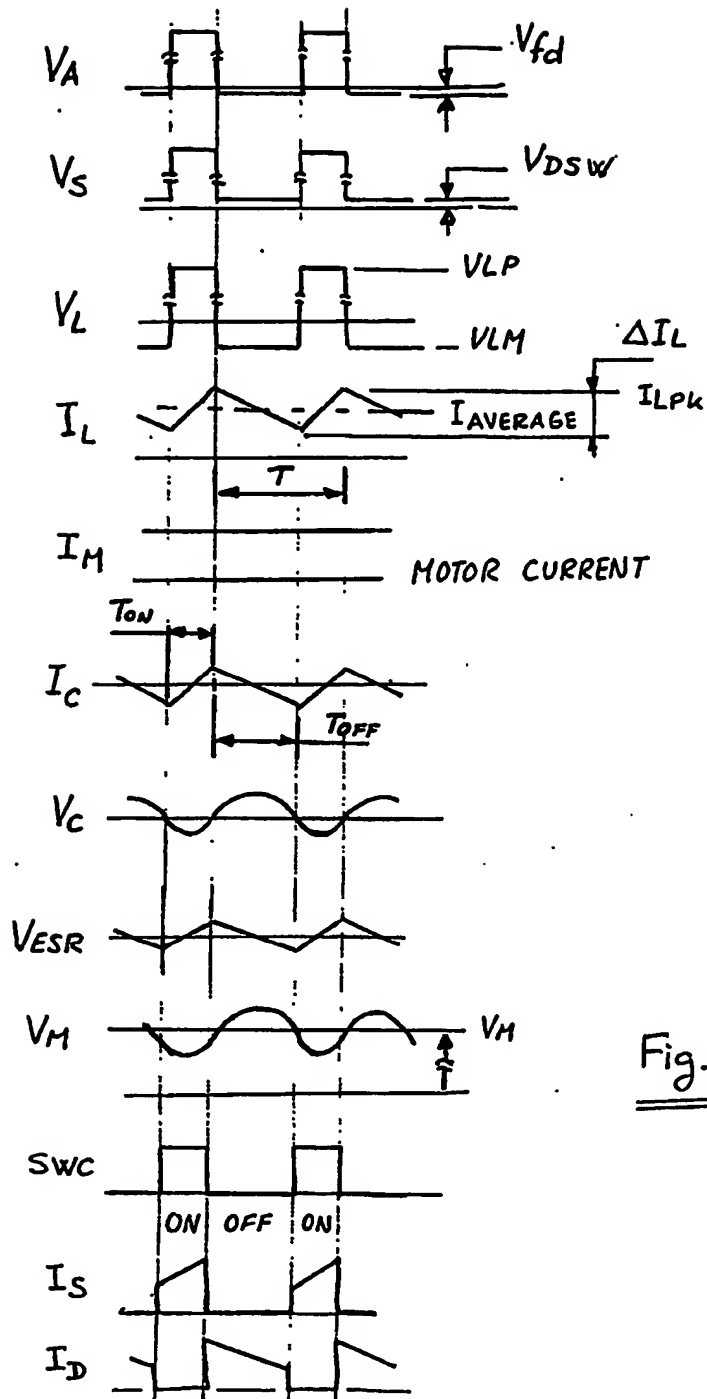 VA
Vfd
VS
VDSW
VL
VLP
VLM
ΔIL
IL
IAVERAGE
ILPK
T
IM
MOTOR CURRENT
TON
IC
TOFF
VC
VESR
VM
VM
Fig.
SWC
ON OFF ON
IS
ID